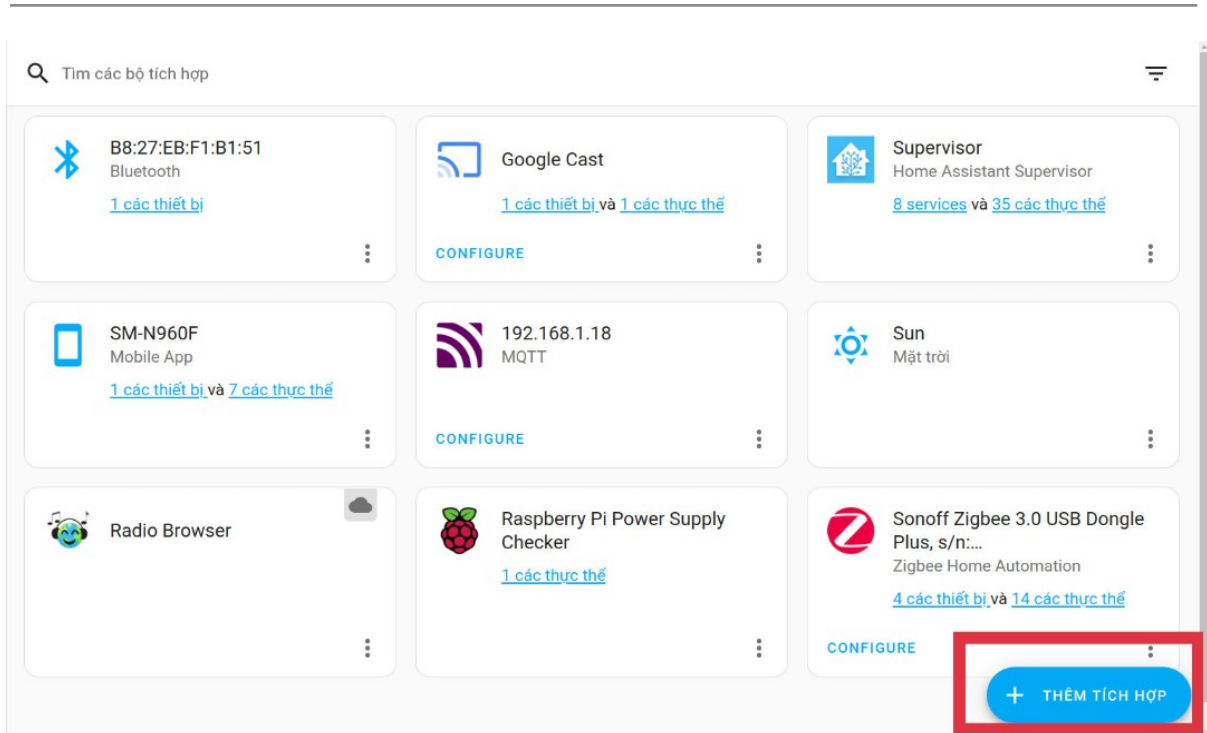 Tìm các bộ tích hợp
B8:27:EB:F1:B1:51
Bluetooth
1 các thiết bị
Google Cast
1 các thiết bị và 1 các thực thể
CONFIGURE
Supervisor
Home Assistant Supervisor
8 services và 35 các thực thể
SM-N960F
Mobile App
1 các thiết bị và 7 các thực thể
192.168.1.18
MQTT
CONFIGURE
Sun
Mặt trời
Radio Browser
Raspberry Pi Power Supply
Checker
1 các thực thể
Sonoff Zigbee 3.0 USB Dongle
Plus, s/n:...
Zigbee Home Automation
4 các thiết bị và 14 các thực thể
CONFIGURE
+ THÊM TÍCH HỢP